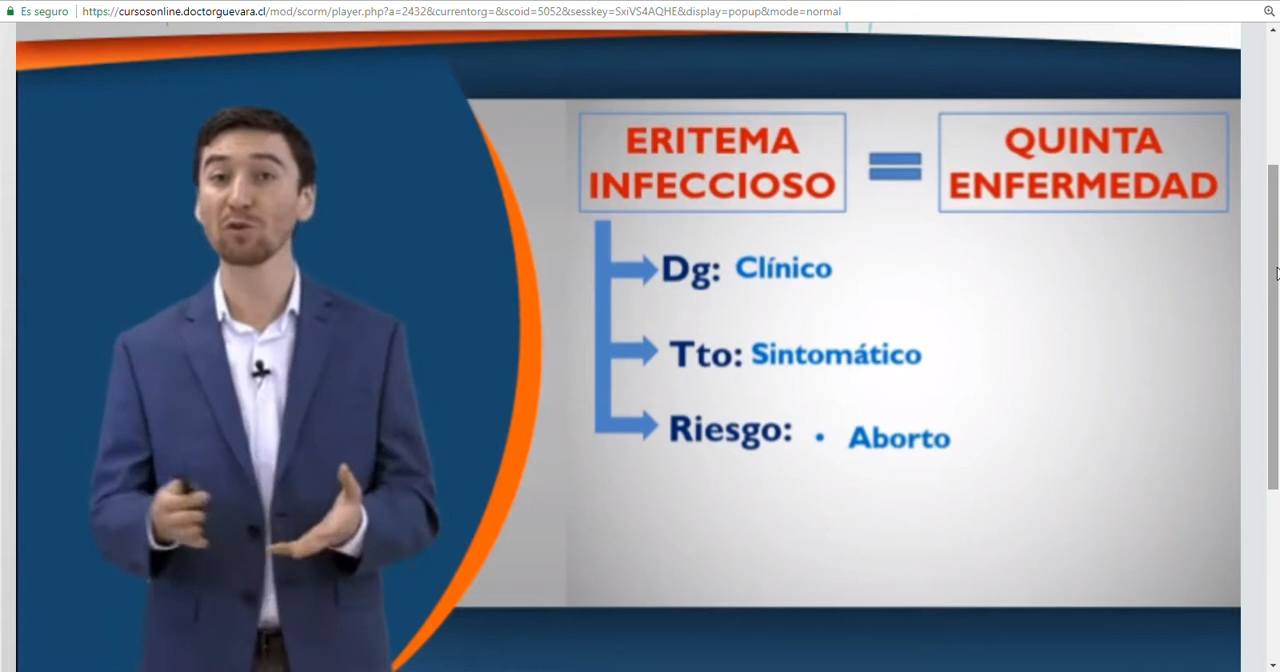 Es seguro
https://cursosonline.doctorguevara.cl/mod/scorm/player.php?a=2432&currentorg=&scoid=5052&sesskey=SxiVS4AQHE&display=popup&mode=normal
ERITEMA
INFECCIOSO
=
QUINTA
ENFERMEDAD
Dg: Clínico
Tto: Sintomático
Riesgo: • Aborto